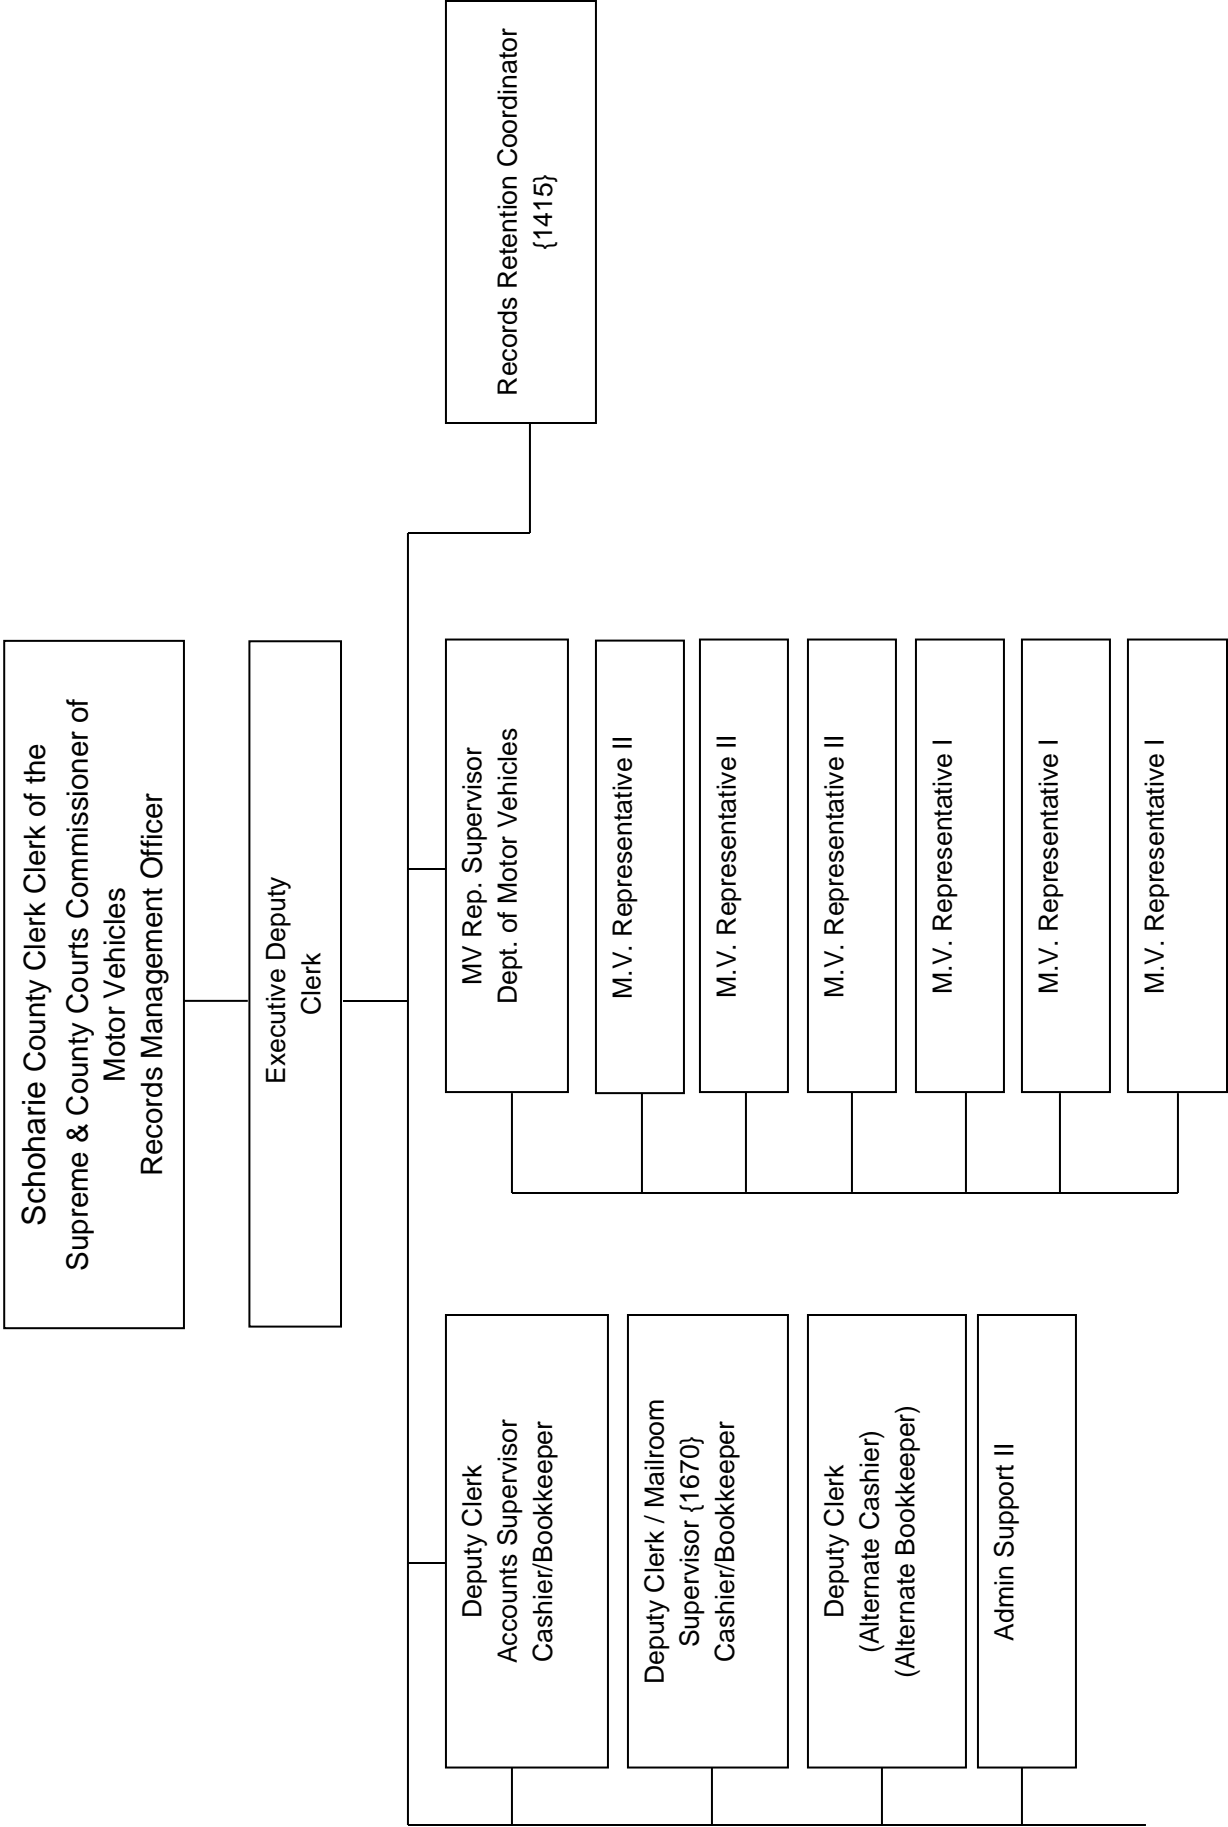 Schoharie County Clerk Clerk of the
Supreme & County Courts Commissioner of
Motor Vehicles
Records Management Officer
Executive Deputy
Clerk
Deputy Clerk
Accounts Supervisor
Cashier/Bookkeeper
Deputy Clerk / Mailroom
Supervisor {1670}
Cashier/Bookkeeper
Deputy Clerk
(Alternate Cashier)
(Alternate Bookkeeper)
Admin Support II
MV Rep. Supervisor
Dept. of Motor Vehicles
M.V. Representative II
M.V. Representative II
M.V. Representative II
M.V. Representative I
M.V. Representative I
M.V. Representative I
Records Retention Coordinator
{1415}